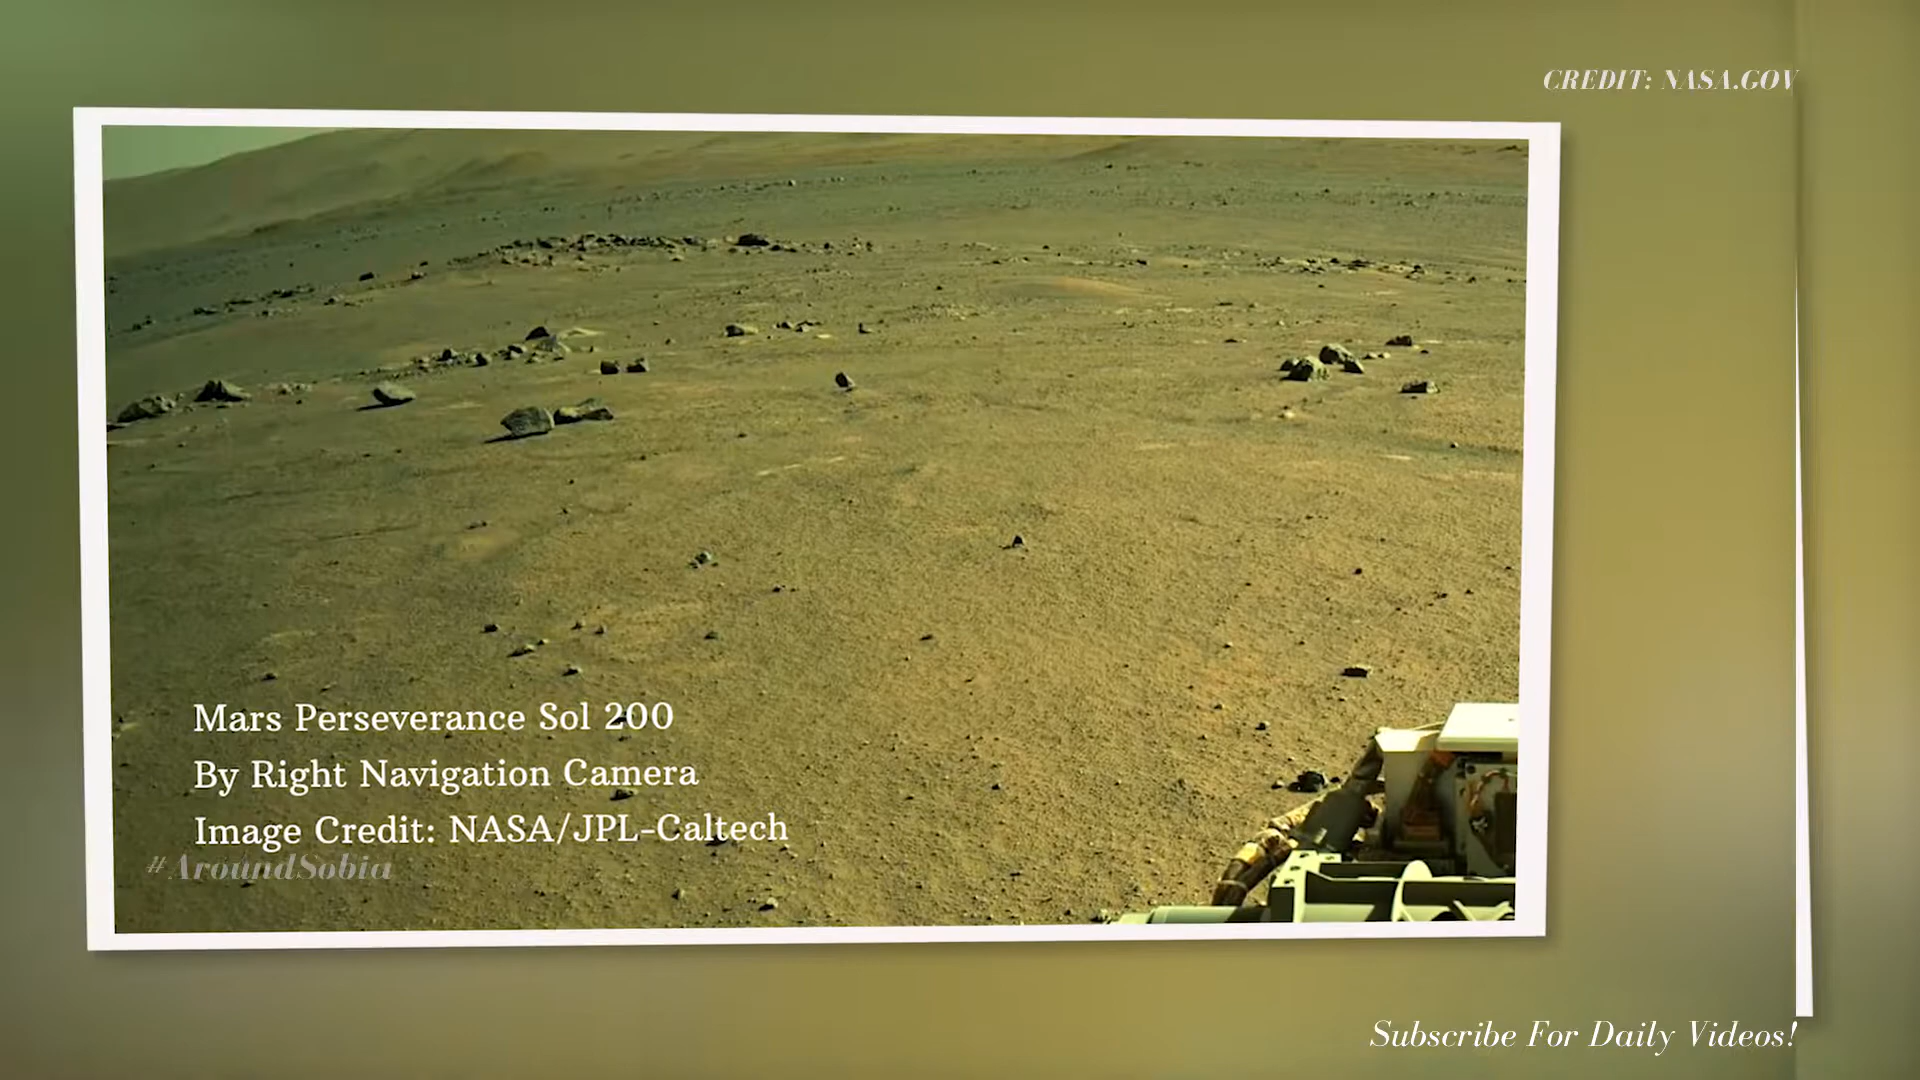 CREDIT: NASA.GOV
Mars Perseverance Sol 200
By Right Navigation Camera
Image Credit: NASA/JPL-Caltech
#AroundSobia
Subscribe For Daily Videos!